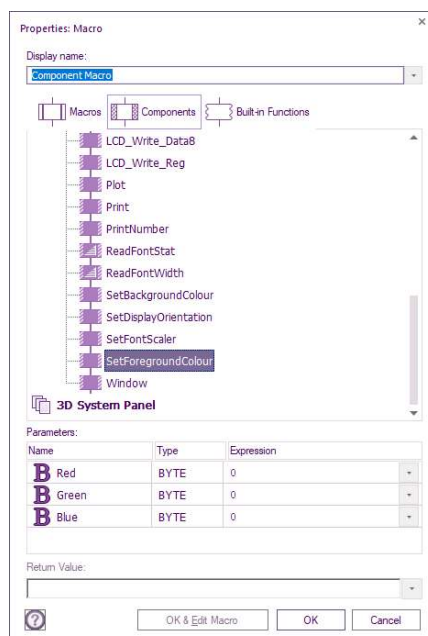 Properties: Macro
×
Display name:
Component Macro
Macros Components Built-in Functions
LCD_Write_Data8
LCD_Write_Reg
Plot
Print
PrintNumber
ReadFontStat
ReadFontWidth
SetBackgroundColour
SetDisplayOrientation
SetFontScaler
SetForegroundColour
Window
3D System Panel
Parameters:
Name Type Expression
B Red BYTE 0
B Green BYTE 0
B Blue BYTE 0
Return Value:
? OK & Edit Macro OK Cancel